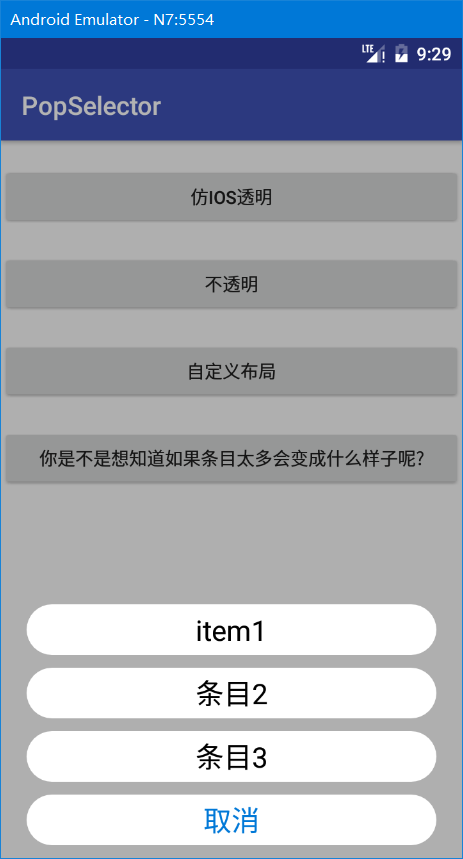 Android Emulator - N7:5554
LTE 9:29
PopSelector
仿IOS透明
不透明
自定义布局
你是不是想知道如果条目太多会变成什么样子呢?
item1
条目2
条目3
取消